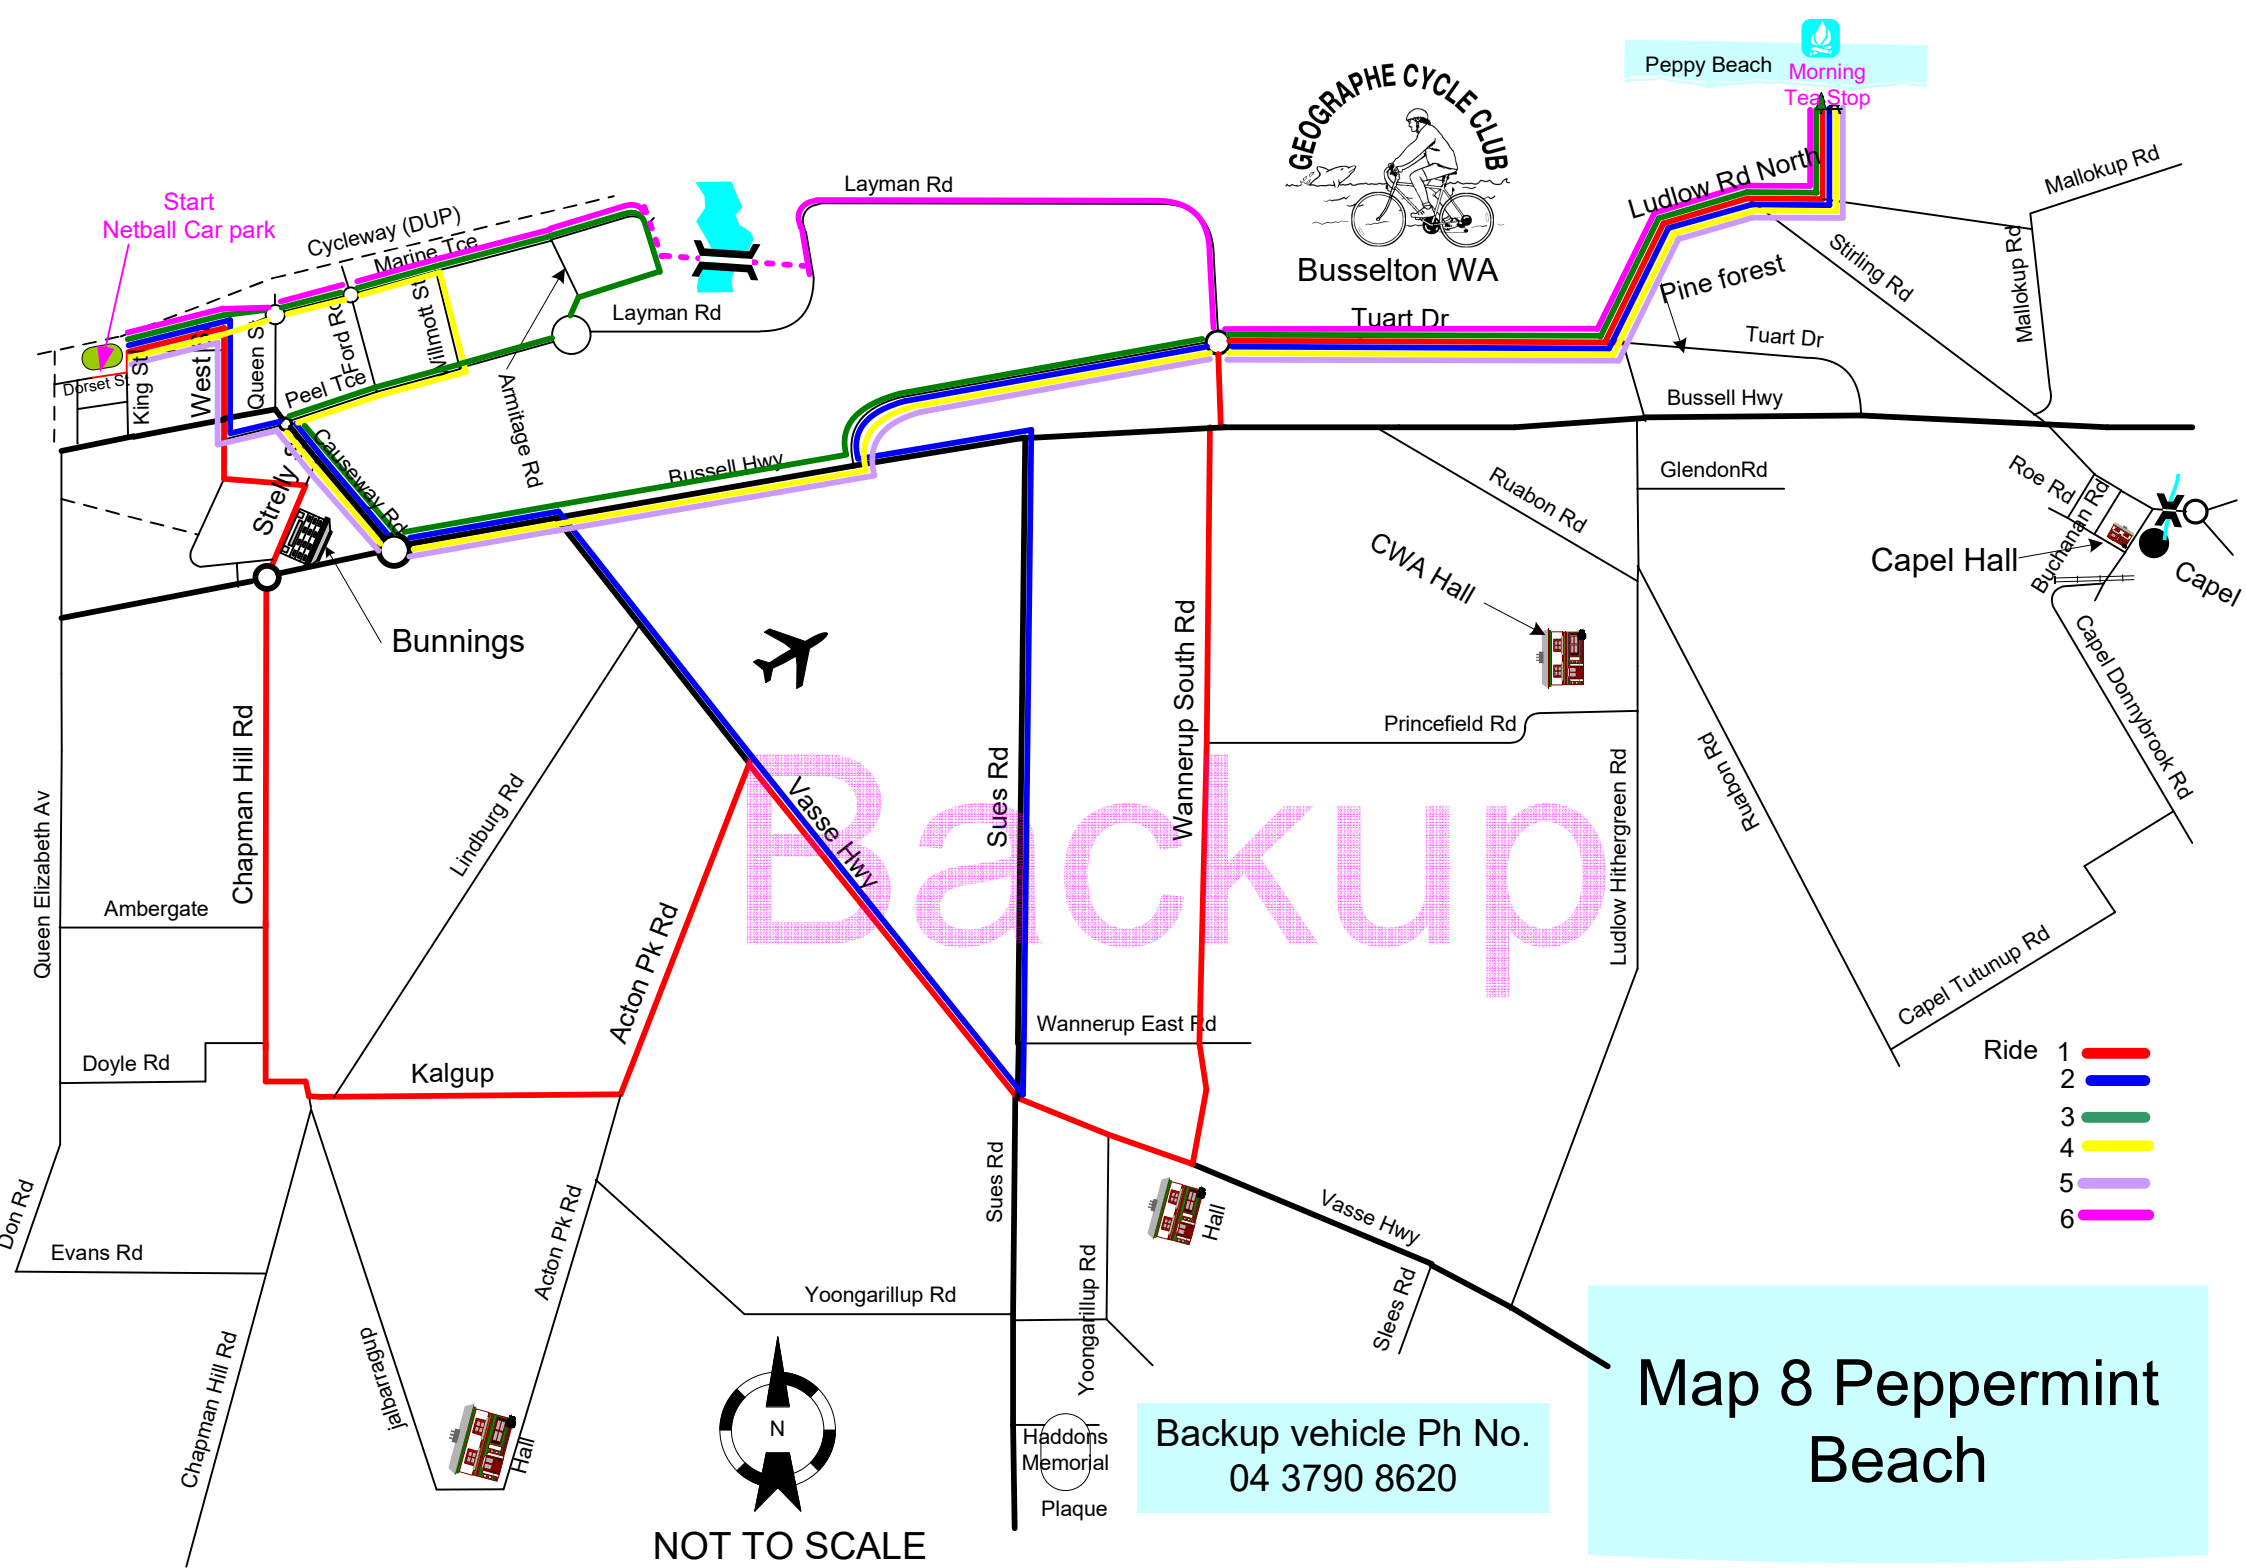 Peppy Beach
Morning
Tea Stop
GEOGRAPHE CYCLE CLUB
Busselton WA
Start
Netball Car park
Cycleway (DUP)
Marine Tce
Layman Rd
Layman Rd
Ludlow Rd North
Mallokup Rd
Mallokup Rd
Stirling Rd
Pine forest
Tuart Dr
Tuart Dr
Bussell Hwy
Bussell Hwy
Dorset St
King St
West
Queen S
Ford Rd
Wilmott St
Peel Tce
Armitage Rd
Causeway Rd
Strelly S
Bunnings
Ruabon Rd
GlendonRd
Roe Rd
Buchanan Rd
Capel Hall
Capel
CWA Hall
Capel Donnybrook Rd
Princefield Rd
Wannerup South Rd
Sues Rd
Vasse Hwy
Backup
Chapman Hill Rd
Lindburg Rd
Queen Elizabeth Av
Ambergate
Acton Pk Rd
Ludlow Hithergreen Rd
Ruabon Rd
Capel Tutunup Rd
Wannerup East Rd
Doyle Rd
Kalgup
Ride 1
2
3
4
5
6
Don Rd
Evans Rd
Sues Rd
Acton Pk Rd
Hall
Vasse Hwy
Yoongarillup Rd
Yoongarillup Rd
Slees Rd
Chapman Hill Rd
jalbarragup
Hall
N
NOT TO SCALE
Haddons
Memorial
Plaque
Backup vehicle Ph No.
04 3790 8620
Map 8 Peppermint
Beach